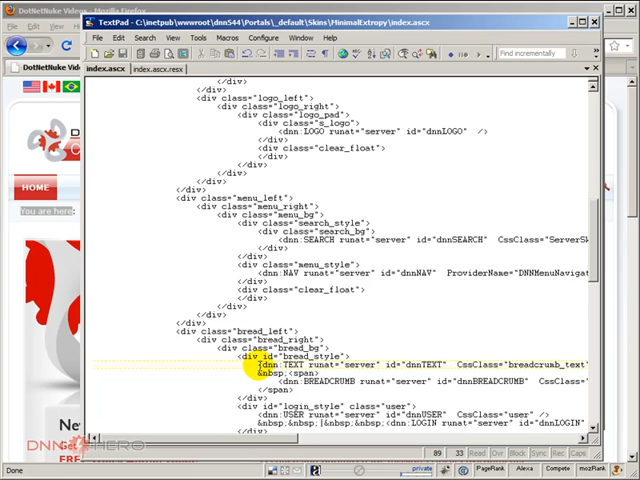 DotNetNuke Videos - Mozilla Firefox
TextPad - C:\inetpub\wwwroot\dnn544\Portals\_default\Skins\MinimalExtropy\index.ascx
File Edit Search View Tools Macros Configure Window Help
Find incrementally
index.ascx index.ascx.resx
</div>
</div>
<div class="logo_left">
<div class="logo_right">
<div class="logo_pad">
<div class="s_logo">
<dnn:LOGO runat="server" id="dnnLOGO" />
</div>
<div class="clear_float">
</div>
</div>
</div>
</div>
</div>
<div class="menu_left">
<div class="menu_right">
<div class="menu_bg">
<div class="search_style">
<div class="search_bg">
<dnn:SEARCH runat="server" id="dnnSEARCH" CssClass="ServerSk
</div>
</div>
<div class="menu_style">
<dnn:NAV runat="server" id="dnnNAV" ProviderName="DNNMenuNavigat
</div>
<div class="clear_float">
</div>
</div>
</div>
</div>
<div class="bread_left">
<div class="bread_right">
<div class="bread_bg">
<div id="bread_style">
<dnn:TEXT runat="server" id="dnnTEXT" CssClass="breadcrumb_text"
&nbsp;<span>
<dnn:BREADCRUMB runat="server" id="dnnBREADCRUMB" CssClass="
</span>
</div>
<div id="login_style" class="user">
<dnn:USER runat="server" id="dnnUSER" CssClass="user" />
&nbsp;&nbsp;|&nbsp;&nbsp;<dnn:LOGIN runat="server" id="dnnLOGIN"
</div>
89 33 Read Ovr Block Sync Rec Caps
File Edit
DotNetNuke Vide
HOME
You are here:
New
Get
FREE
DNNHERO
Done
private PageRank Alexa Compete mozRank